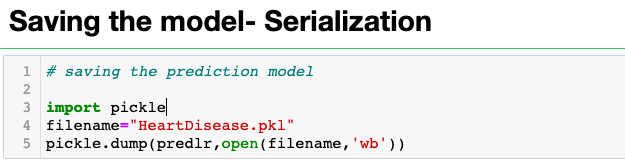 Saving the model- Serialization
1 # saving the prediction model
2
3 import pickle
4 filename="HeartDisease.pkl"
5 pickle.dump(predlr,open(filename,'wb'))